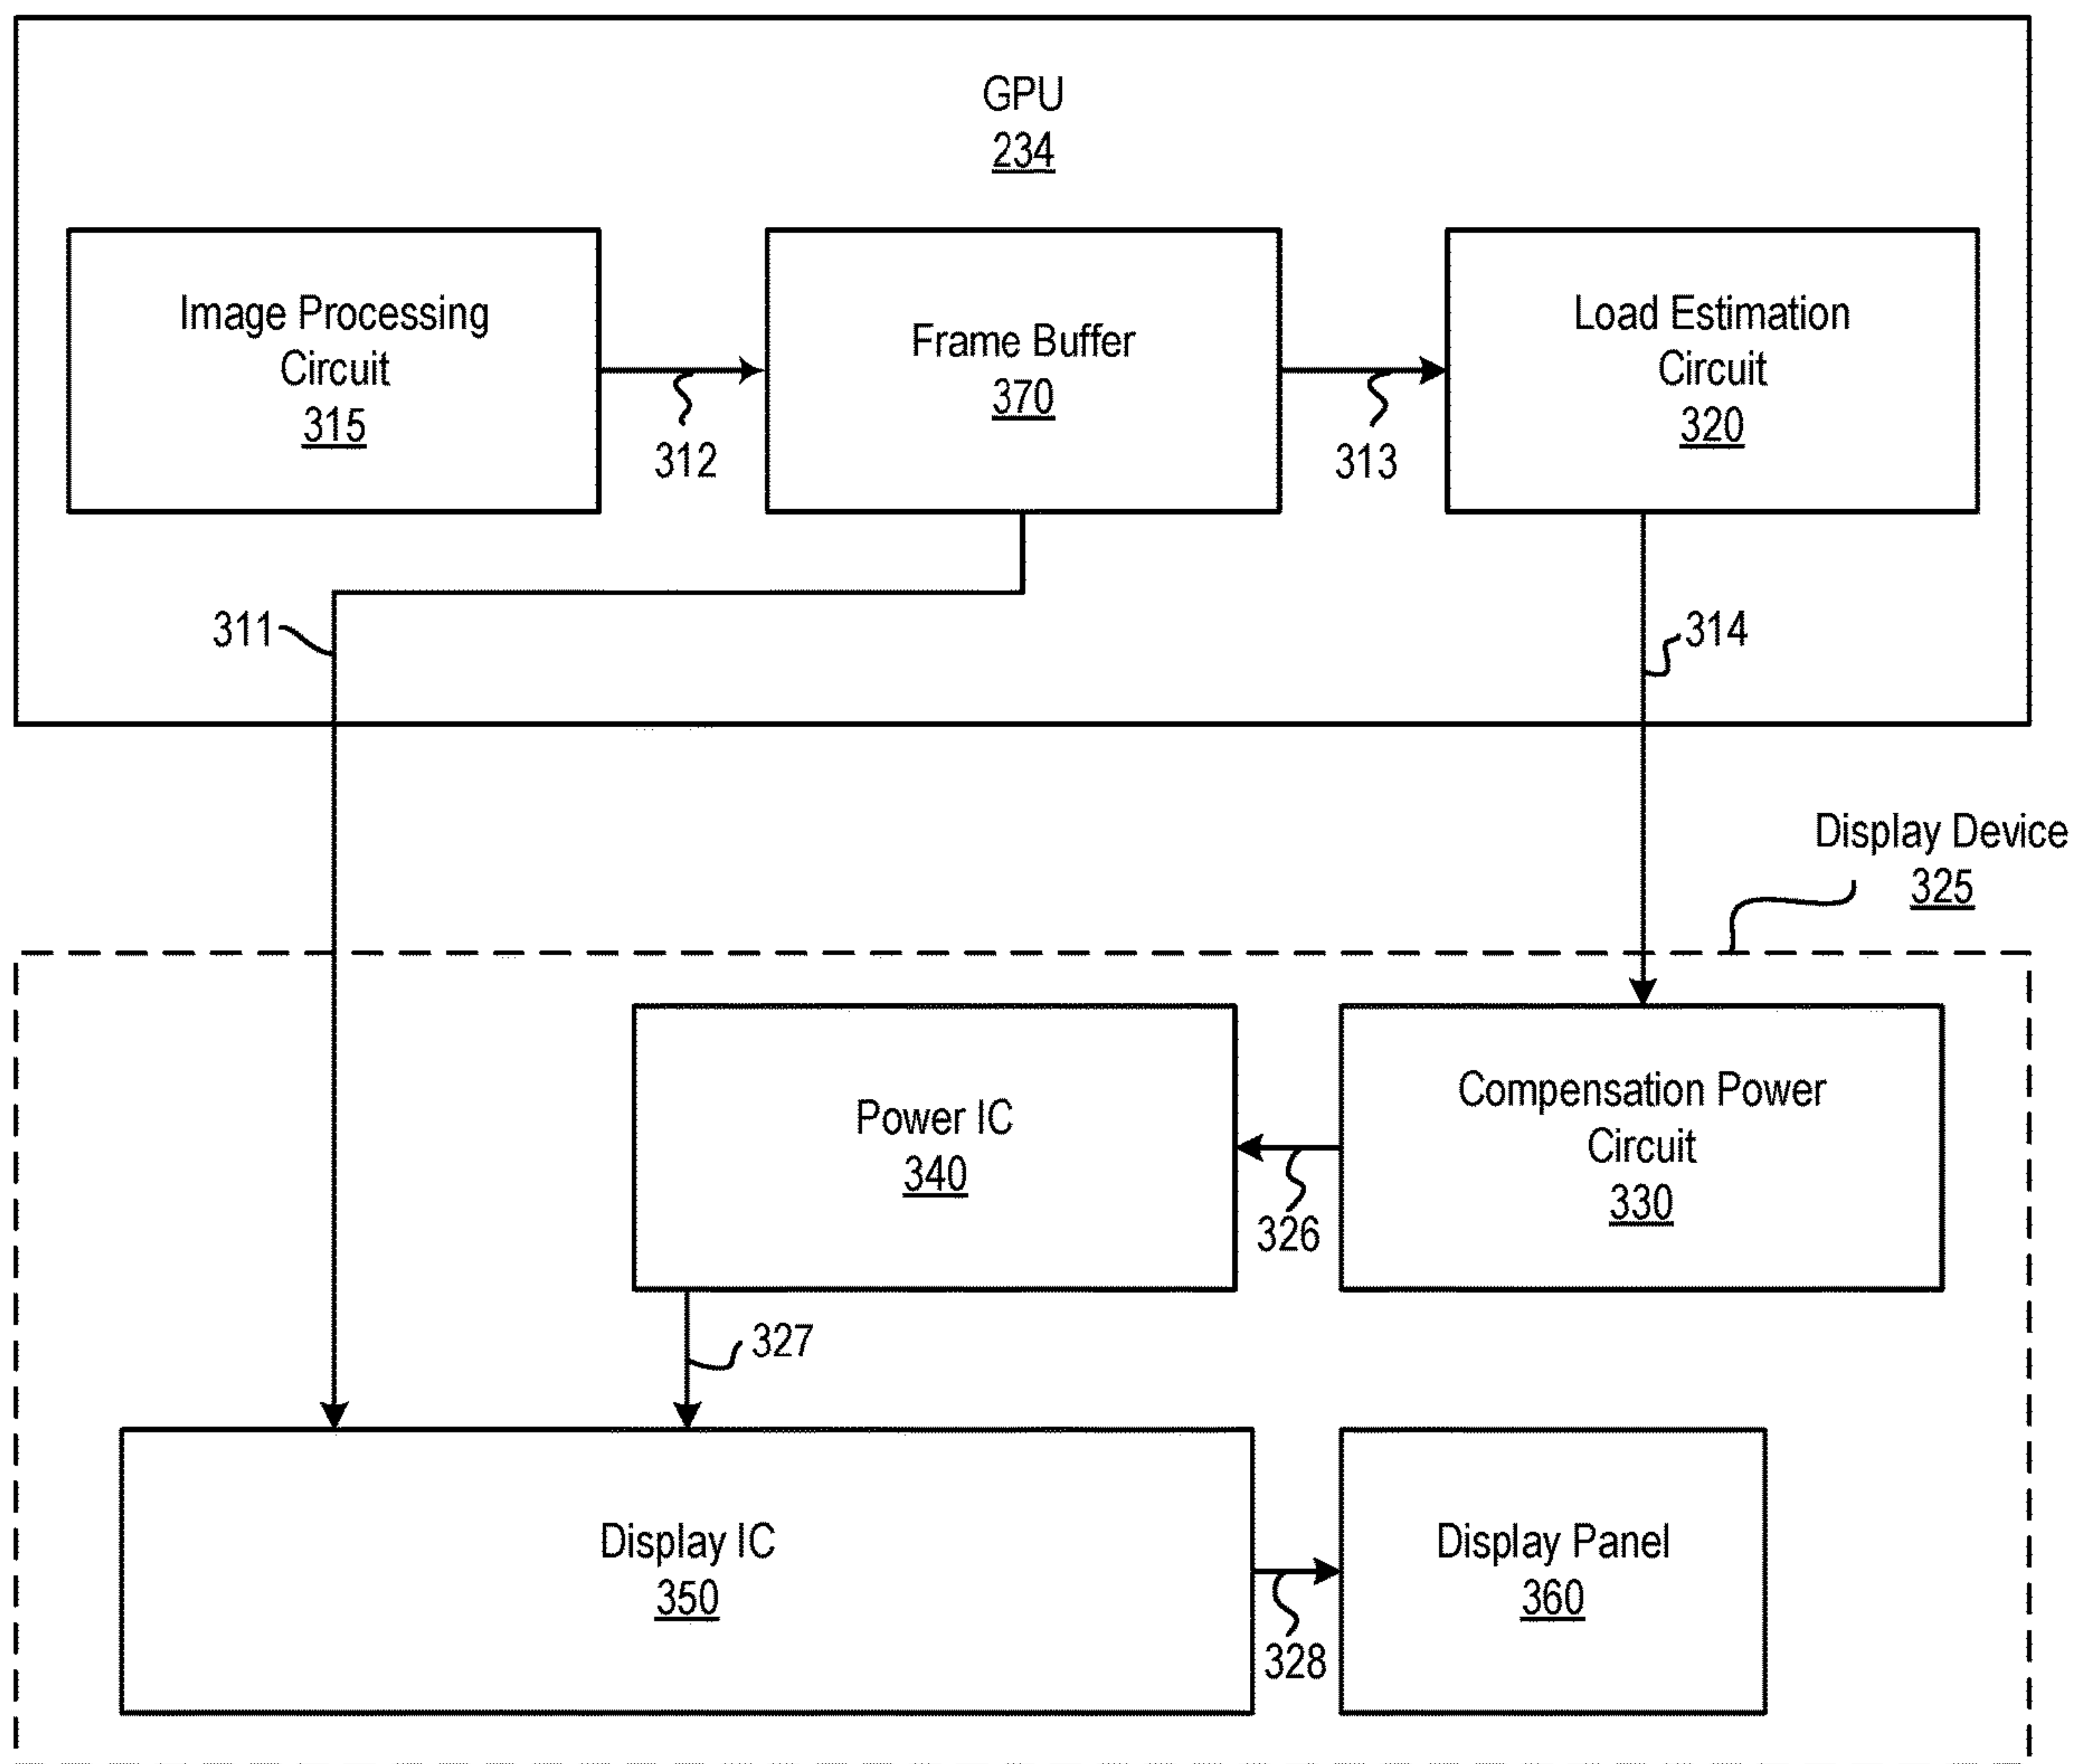 GPU
234
Image Processing
Circuit
315
312
Frame Buffer
370
313
Load Estimation
Circuit
320
311
314
Display Device
325
Power IC
340
326
Compensation Power
Circuit
330
327
Display IC
350
328
Display Panel
360